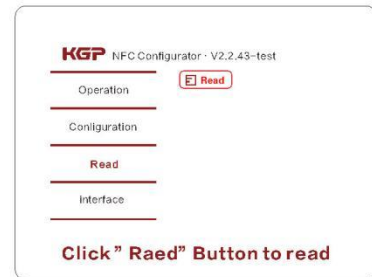 KGP NFC Configurator · V2.2.43-test
Read
Operation
Configuration
Read
Interface
Click " Raed" Button to read